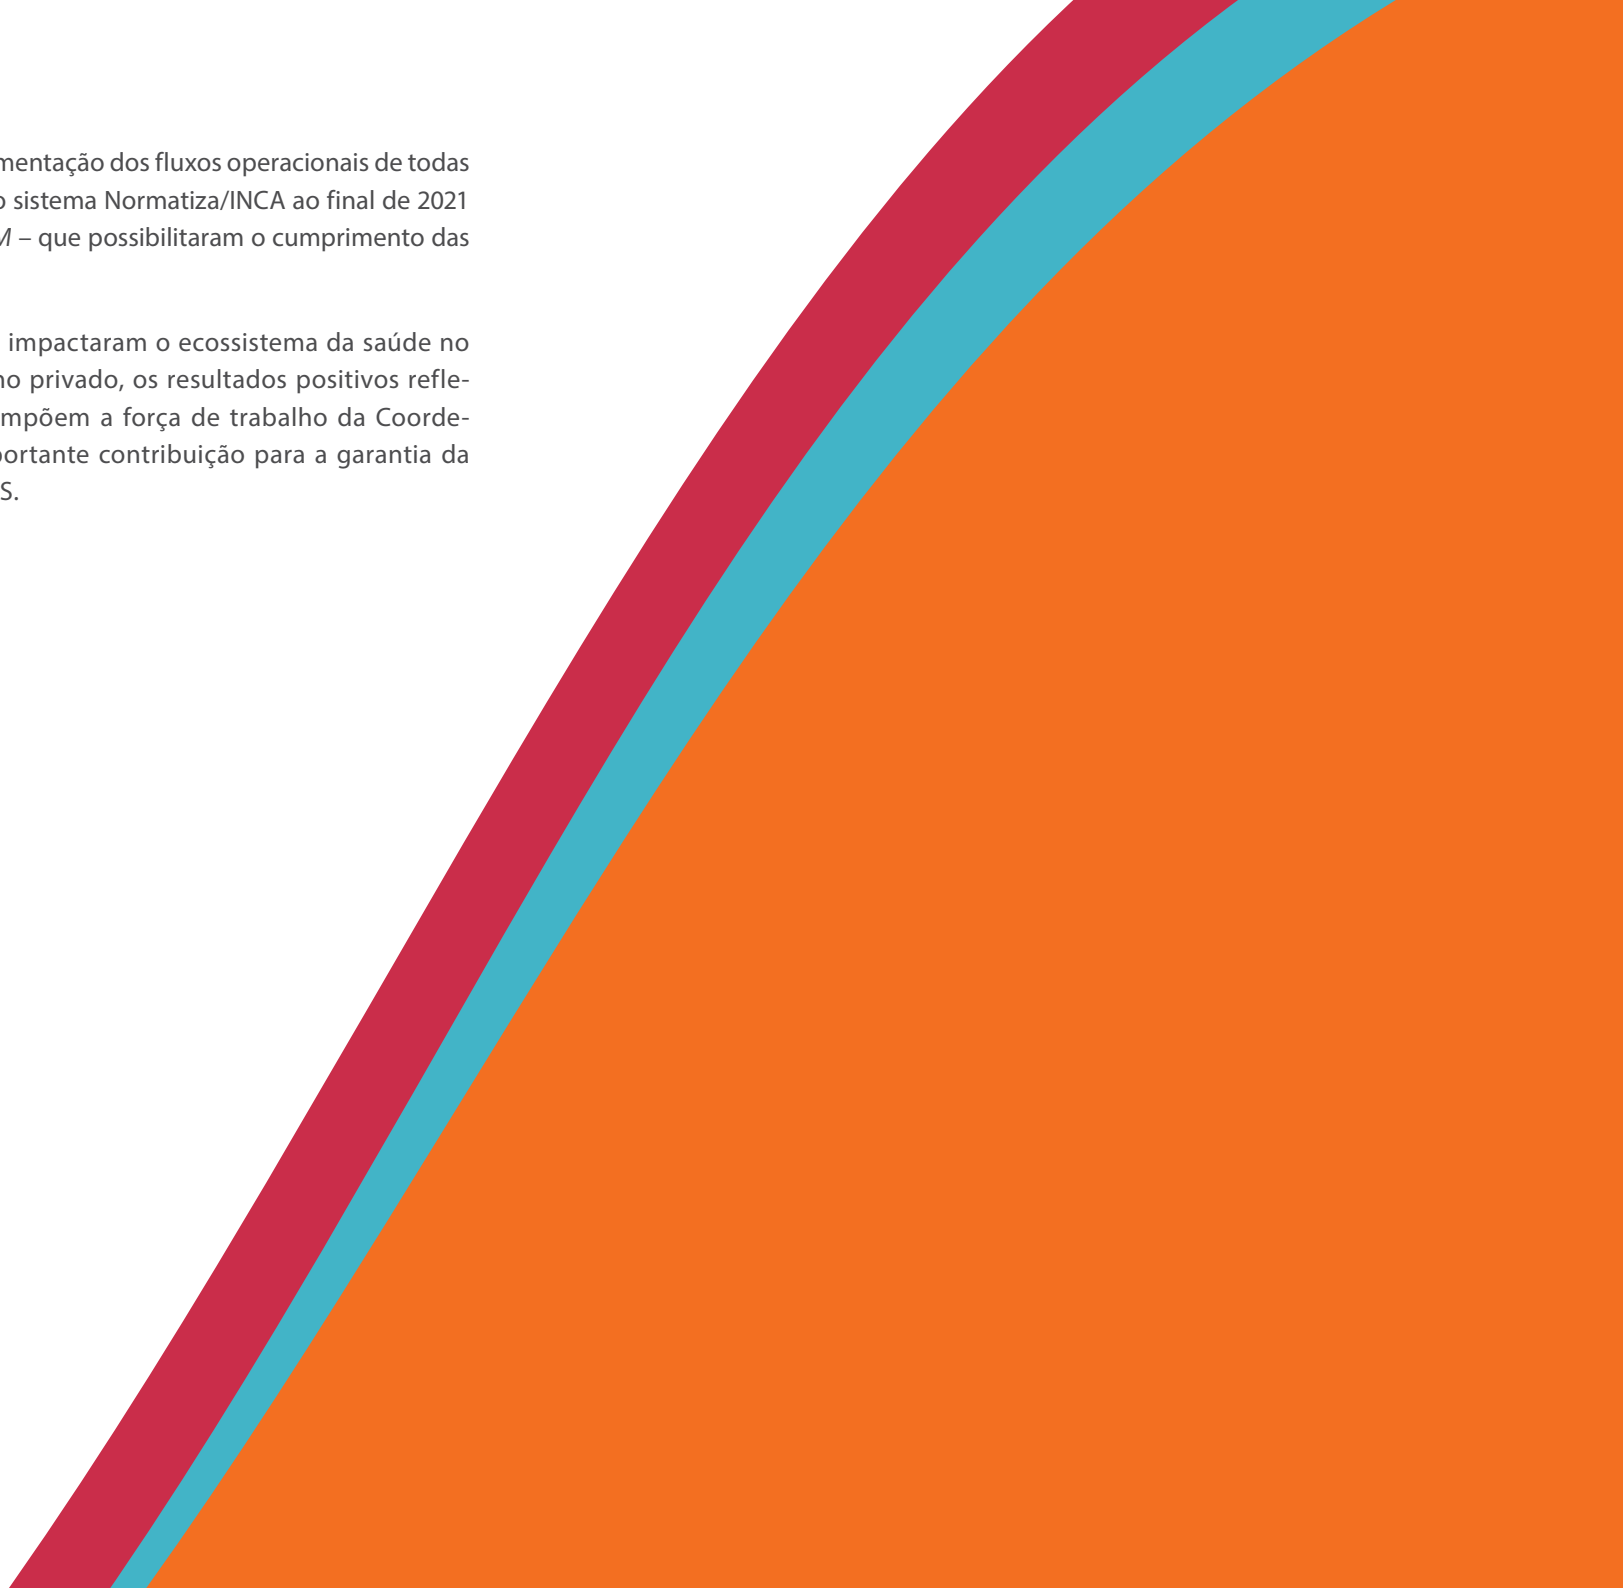 mentação dos fluxos operacionais de todas
o sistema Normatiza/INCA ao final de 2021
M – que possibilitaram o cumprimento das
impactaram o ecossistema da saúde no
no privado, os resultados positivos refle-
mpõem a força de trabalho da Coorde-
portante contribuição para a garantia da
S.